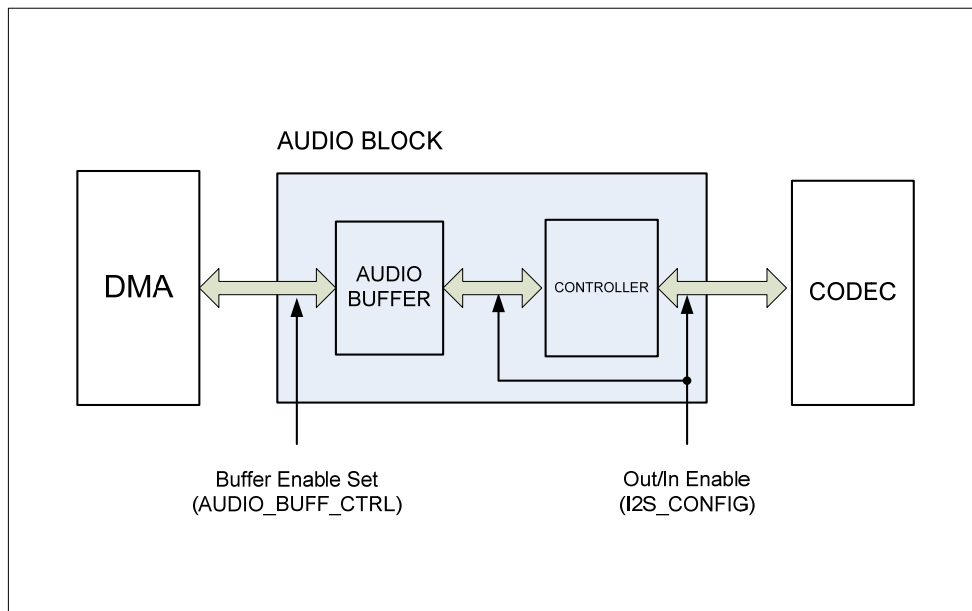 AUDIO BLOCK
DMA
AUDIO
BUFFER
CONTROLLER
CODEC
Buffer Enable Set
(AUDIO_BUFF_CTRL)
Out/In Enable
(I2S_CONFIG)